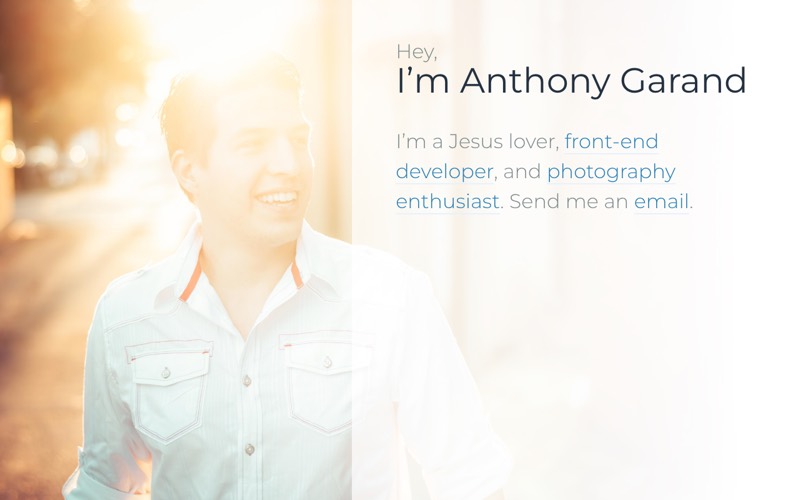 Hey,
I’m Anthony Garand
I’m a Jesus lover, front-end
developer, and photography
enthusiast. Send me an email.